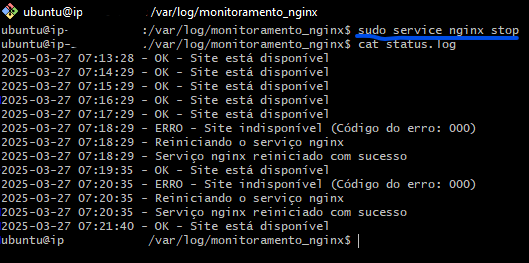 ubuntu@ip /var/log/monitoramento_nginx
ubuntu@ip- :/var/log/monitoramento_nginx$ sudo service nginx stop
ubuntu@ip- :/var/log/monitoramento_nginx$ cat status.log
2025-03-27 07:13:28 - OK - Site está disponível
2025-03-27 07:14:29 - OK - Site está disponível
2025-03-27 07:15:29 - OK - Site está disponível
2025-03-27 07:16:29 - OK - Site está disponível
2025-03-27 07:17:29 - OK - Site está disponível
2025-03-27 07:18:29 - ERRO - Site indisponível (Código do erro: 000)
2025-03-27 07:18:29 - Reiniciando o serviço nginx
2025-03-27 07:18:29 - Serviço nginx reiniciado com sucesso
2025-03-27 07:19:35 - OK - Site está disponível
2025-03-27 07:20:35 - ERRO - Site indisponível (Código do erro: 000)
2025-03-27 07:20:35 - Reiniciando o serviço nginx
2025-03-27 07:20:35 - Serviço nginx reiniciado com sucesso
2025-03-27 07:21:40 - OK - Site está disponível
ubuntu@ip /var/log/monitoramento_nginx$